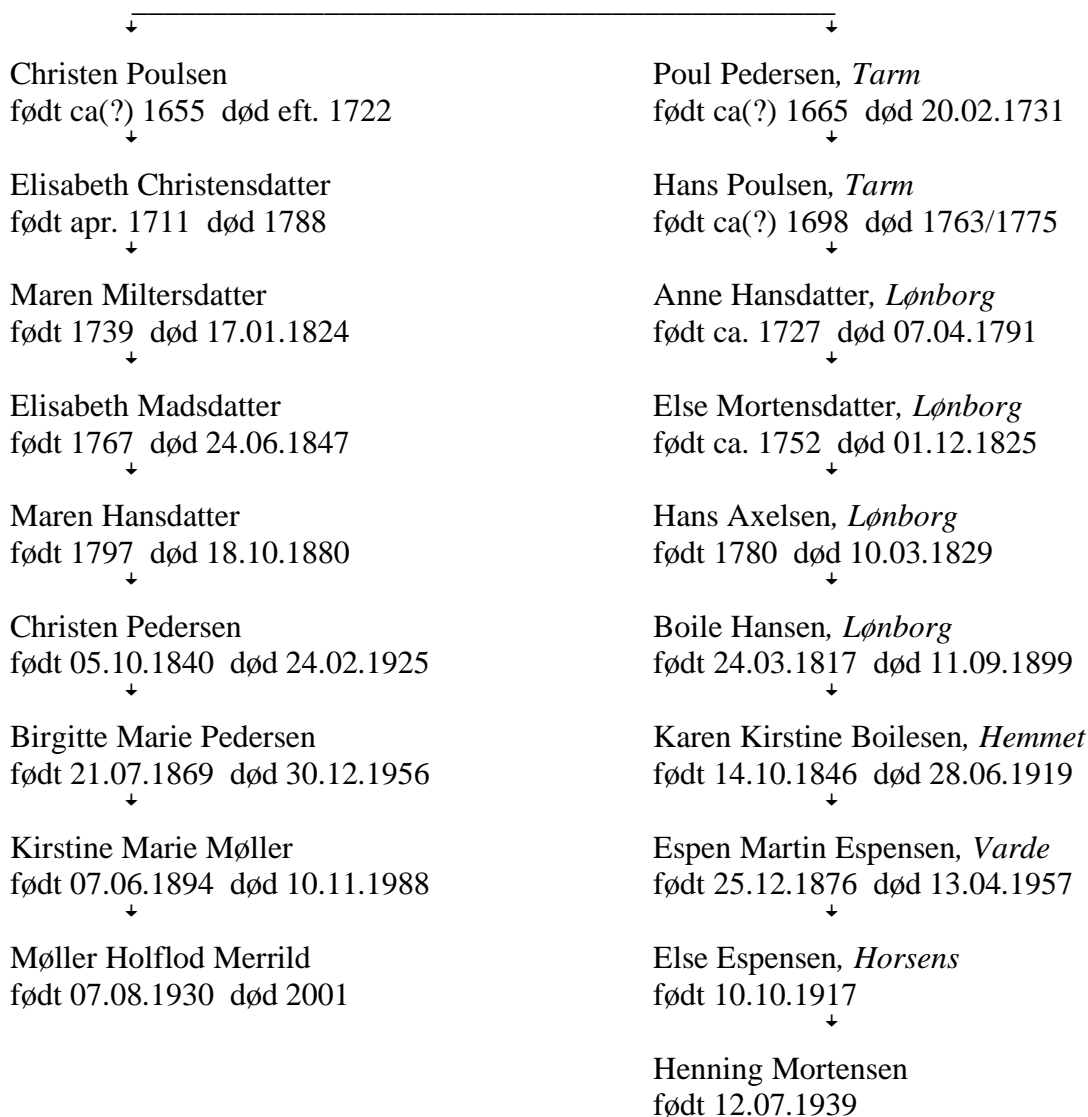 Christen Poulsen
født ca(?) 1655 død eft. 1722
Elisabeth Christensdatter
født apr. 1711 død 1788
Maren Miltersdatter
født 1739 død 17.01.1824
Elisabeth Madsdatter
født 1767 død 24.06.1847
Maren Hansdatter
født 1797 død 18.10.1880
Christen Pedersen
født 05.10.1840 død 24.02.1925
Birgitte Marie Pedersen
født 21.07.1869 død 30.12.1956
Kirstine Marie Møller
født 07.06.1894 død 10.11.1988
Møller Holflod Merrild
født 07.08.1930 død 2001
Poul Pedersen, Tarm
født ca(?) 1665 død 20.02.1731
Hans Poulsen, Tarm
født ca(?) 1698 død 1763/1775
Anne Hansdatter, Lønborg
født ca. 1727 død 07.04.1791
Else Mortensdatter, Lønborg
født ca. 1752 død 01.12.1825
Hans Axelsen, Lønborg
født 1780 død 10.03.1829
Boile Hansen, Lønborg
født 24.03.1817 død 11.09.1899
Karen Kirstine Boilesen, Hemmet
født 14.10.1846 død 28.06.1919
Espen Martin Espensen, Varde
født 25.12.1876 død 13.04.1957
Else Espensen, Horsens
født 10.10.1917
Henning Mortensen
født 12.07.1939